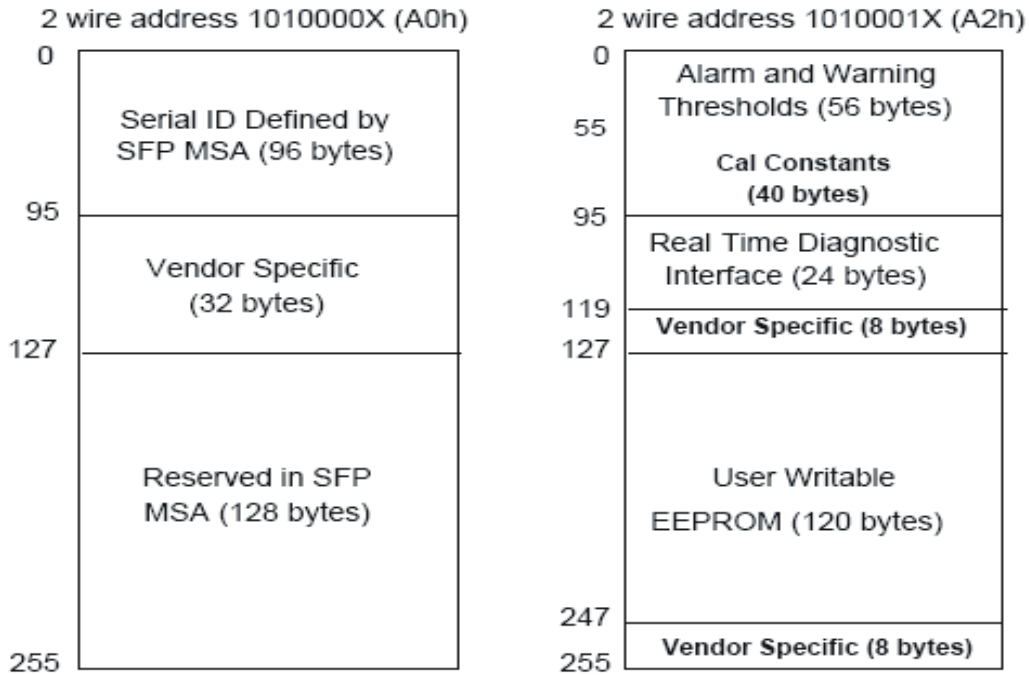 2 wire address 1010000X (A0h)
0
Serial ID Defined by
SFP MSA (96 bytes)
95
Vendor Specific
(32 bytes)
127
Reserved in SFP
MSA (128 bytes)
255
2 wire address 1010001X (A2h)
0
Alarm and Warning
Thresholds (56 bytes)
55
Cal Constants
(40 bytes)
95
Real Time Diagnostic
Interface (24 bytes)
119
Vendor Specific (8 bytes)
127
User Writable
EEPROM (120 bytes)
247
Vendor Specific (8 bytes)
255